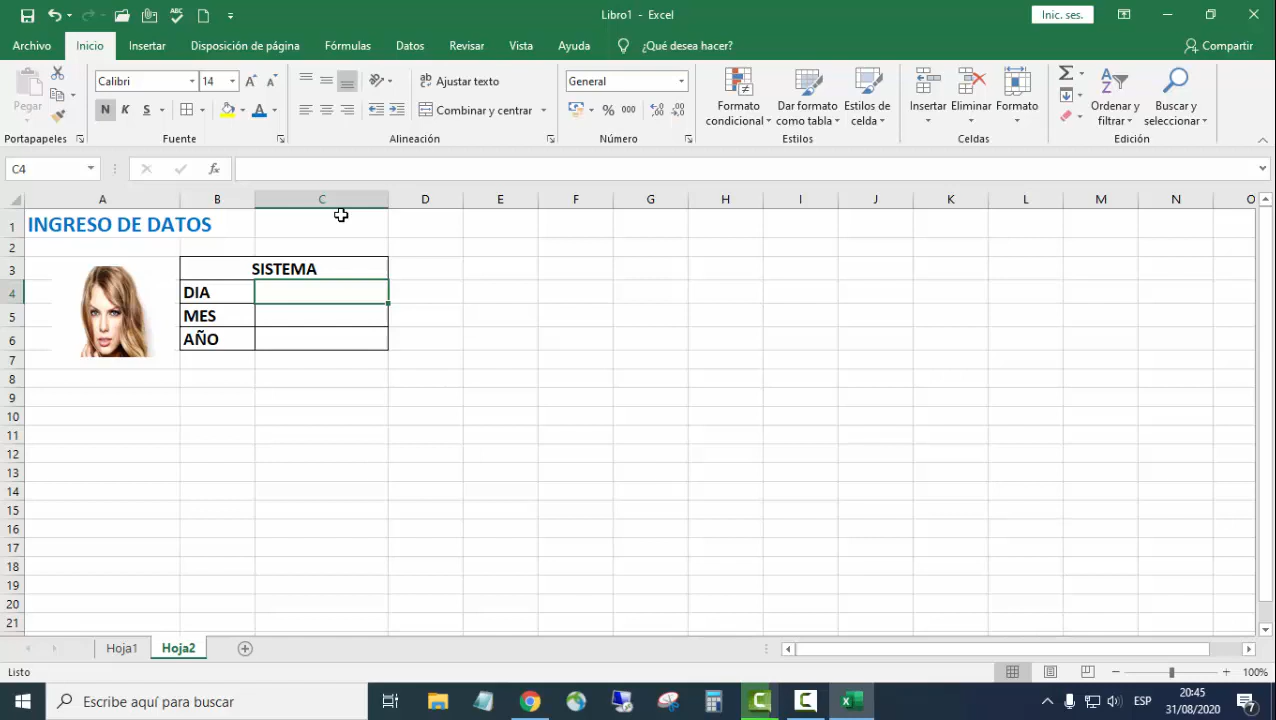 Libro1 - Excel
Inic. ses.
Archivo Inicio Insertar Disposición de página Fórmulas Datos Revisar Vista Ayuda ¿Qué desea hacer? Compartir
Pegar
Calibri 14
Ajustar texto
General
N K S
Combinar y centrar
% 000
Formato condicional
Dar formato como tabla
Estilos de celda
Insertar
Eliminar
Formato
Ordenar y filtrar
Buscar y seleccionar
Portapapeles Fuente Alineación Número Estilos Celdas Edición
C4 fx
A B C D E F G H I J K L M N O
1 INGRESO DE DATOS
2
3 SISTEMA
4 DIA
5 MES
6 AÑO
7
8
9
10
11
12
13
14
15
16
17
18
19
20
21
Hoja1 Hoja2
Listo 100%
Escribe aquí para buscar
ESP
20:45
31/08/2020
7